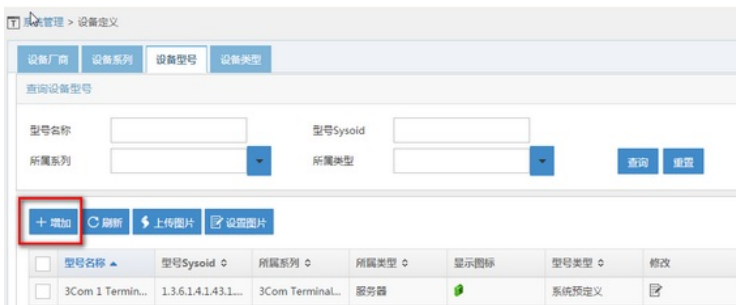 系统管理 > 设备定义
设备厂商 设备系列 设备型号 设备类型
查询设备型号
型号名称 型号Sysoid
所属系列 所属类型 查询 重置
+ 增加 刷新 上传图片 设置图片
型号名称 型号Sysoid 所属系列 所属类型 显示图标 型号类型 修改
3Com 1 Termin... 1.3.6.1.4.1.43.1.... 3Com Terminal... 服务器 系统预定义